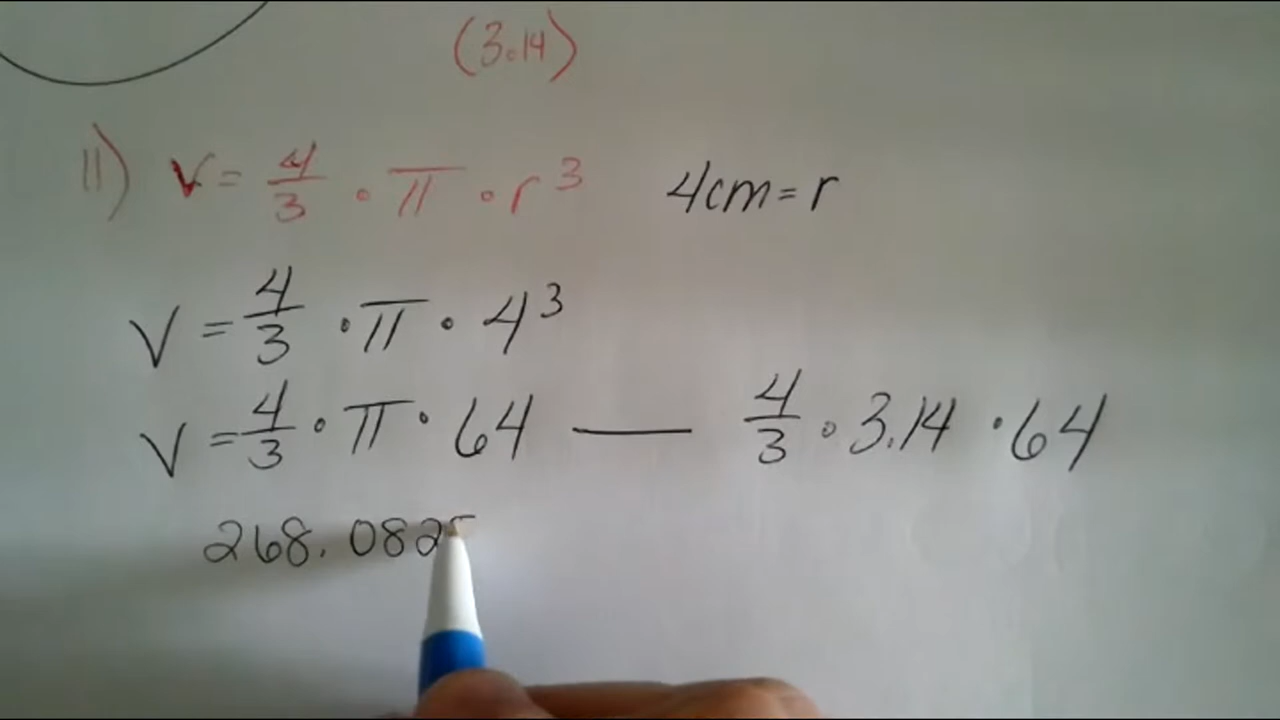 (3.14)
11) V = 4/3 · π · r³ 4cm = r
V = 4/3 · π · 4³
V = 4/3 · π · 64 — 4/3 · 3.14 · 64
268.082